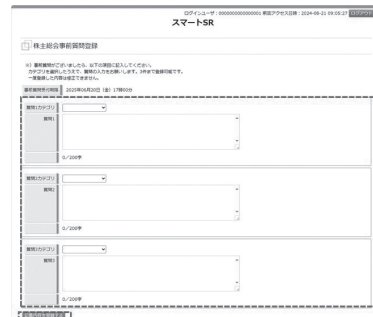 ログインユーザ：0000000000000001 前回アクセス日時：2024-08-21 09:05:27 ログアウト
スマートSR
株主総会事前質問登録
※）事前質問がございましたら、以下の項目に記入してください。
カテゴリを選択したうえで、質問の入力をお願いします。3件まで登録可能です。
一度登録した内容は修正できません。
事前質問受付期限 2025年06月20日（金）17時00分
質問1カテゴリ
質問1
0/200字
質問2カテゴリ
質問2
0/200字
質問3カテゴリ
0/200字